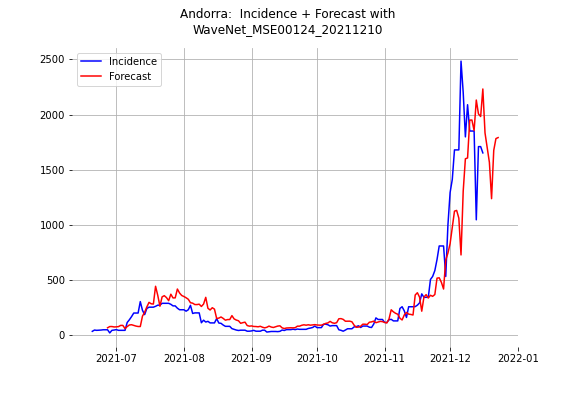 Andorra:  Incidence + Forecast with
WaveNet_MSE00124_20211210
Incidence
Forecast
2500
2000
1500
1000
500
0
2021-07 2021-08 2021-09 2021-10 2021-11 2021-12 2022-01